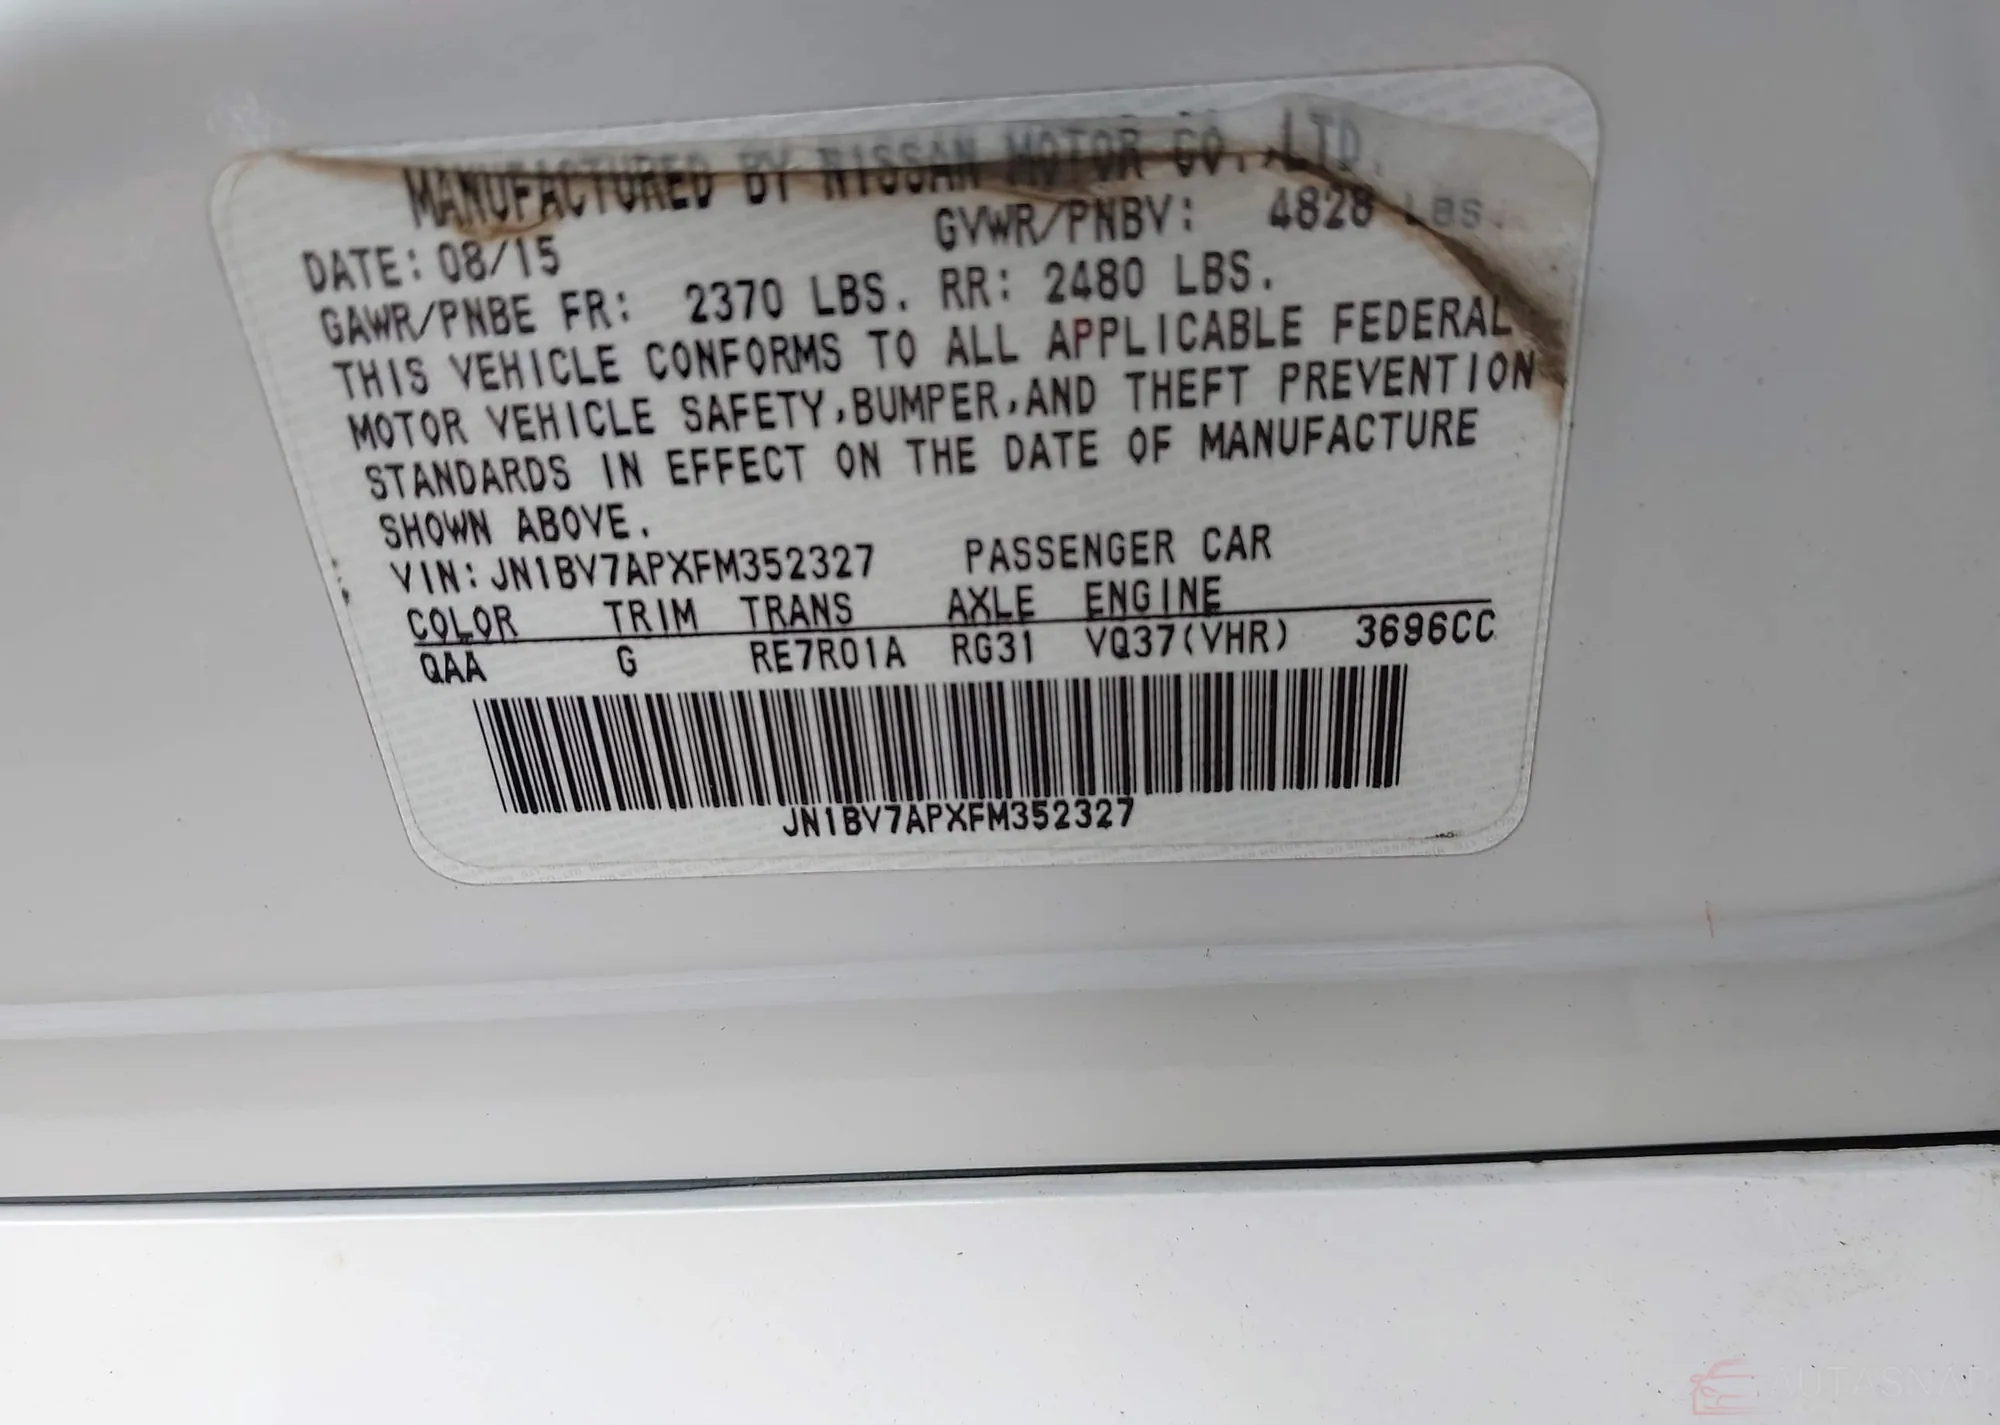 MANUFACTURED BY NISSAN MOTOR CO.,LTD.
DATE: 08/15 GVWR/PNBV: 4828 LBS.
GAWR/PNBE FR: 2370 LBS. RR: 2480 LBS.
THIS VEHICLE CONFORMS TO ALL APPLICABLE FEDERAL
MOTOR VEHICLE SAFETY,BUMPER,AND THEFT PREVENTION
STANDARDS IN EFFECT ON THE DATE OF MANUFACTURE
SHOWN ABOVE.
VIN:JN1BV7APXFM352327 PASSENGER CAR
COLOR TRIM TRANS AXLE ENGINE
QAA G RE7R01A RG31 VQ37(VHR) 3696CC
JN1BV7APXFM352327
AUTASNAP